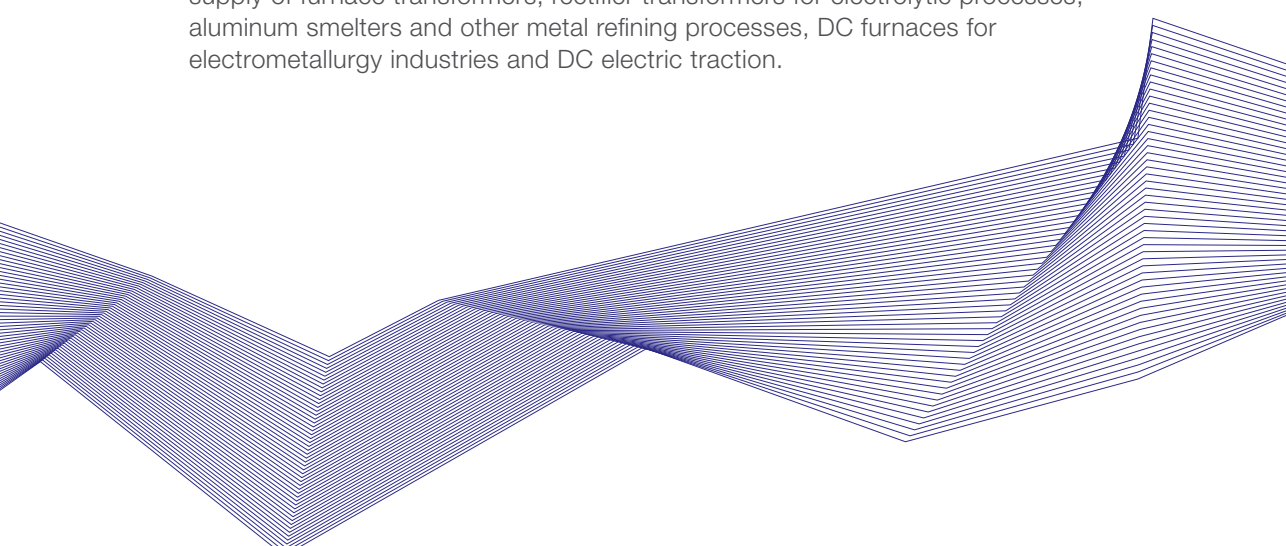 supply of furnace transformers, rectifier transformers for electrolytic processes,
aluminum smelters and other metal refining processes, DC furnaces for
electrometallurgy industries and DC electric traction.